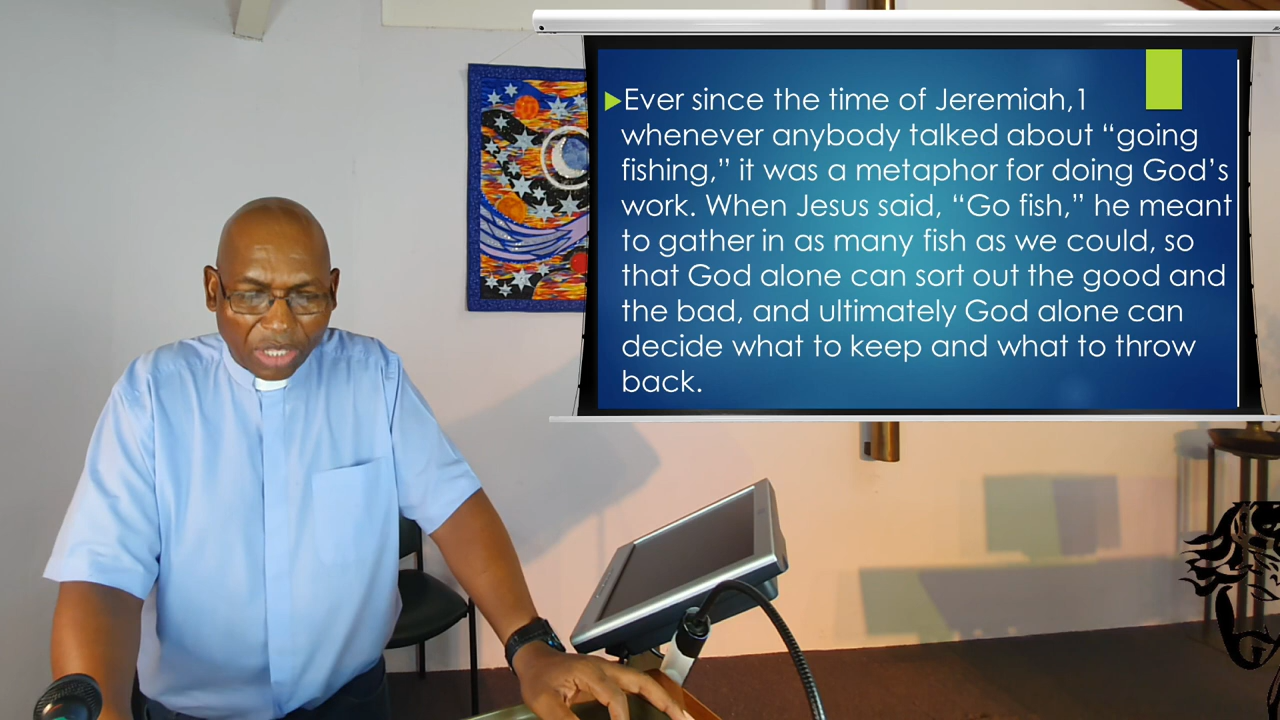 Ever since the time of Jeremiah,1
whenever anybody talked about “going
fishing,” it was a metaphor for doing God’s
work. When Jesus said, “Go fish,” he meant
to gather in as many fish as we could, so
that God alone can sort out the good and
the bad, and ultimately God alone can
decide what to keep and what to throw
back.